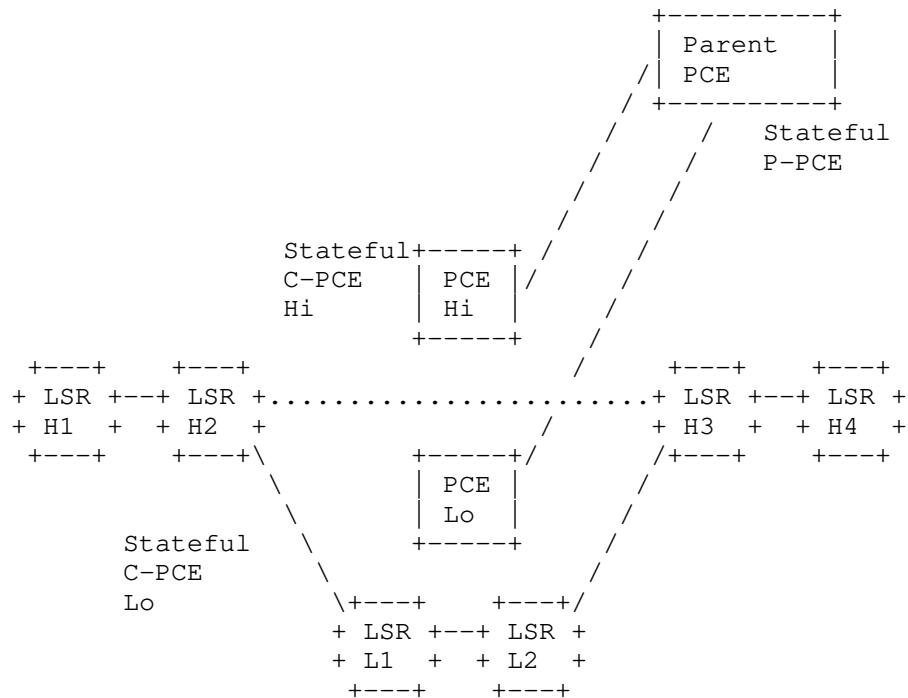 Parent
PCE
Stateful
P-PCE
Stateful
C-PCE
Hi
PCE
Hi
LSR LSR LSR LSR
H1 H2 H3 H4
PCE
Lo
Stateful
C-PCE
Lo
LSR LSR
L1 L2